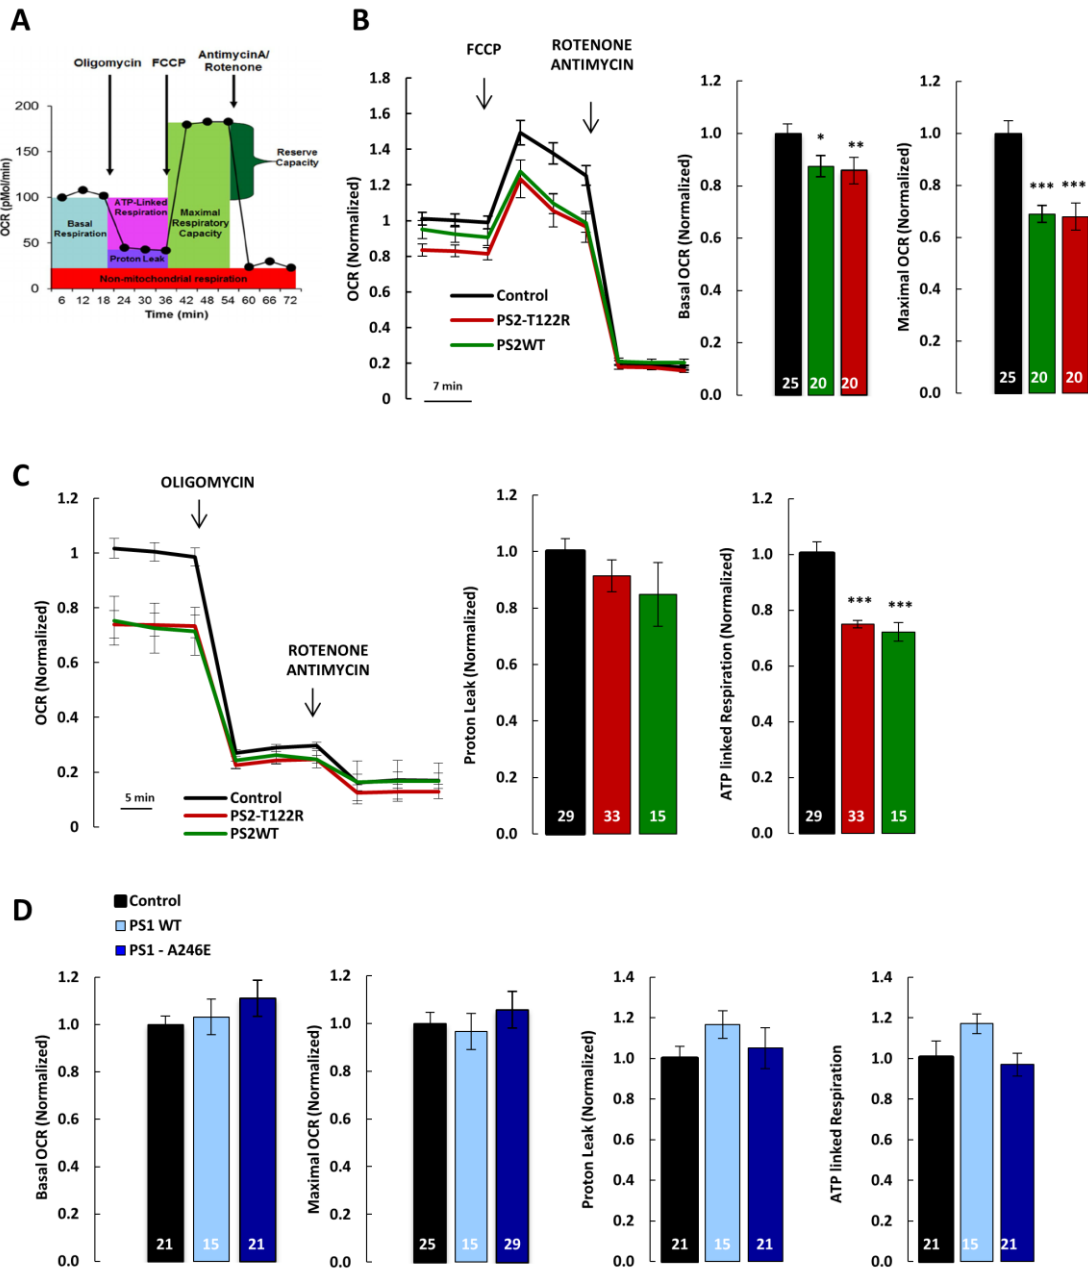 A
Oligomycin
FCCP
AntimycinA/
Rotenone
OCR (pMol/min)
200
150
100
50
0
Basal
Respiration
ATP-Linked
Respiration
Proton Leak
Maximal
Respiratory
Capacity
Reserve
Capacity
Non-mitochondrial respiration
6 12 18 24 30 36 42 48 54 60 66 72
Time (min)
B
FCCP
ROTENONE
ANTIMYCIN
OCR (Normalized)
1.8
1.6
1.4
1.2
1
0.8
0.6
0.4
0.2
0
Control
PS2-T122R
PS2WT
7 min
Basal OCR (Normalized)
1.2
1.0
0.8
0.6
0.4
0.2
0.0
* **
25 20 20
Maximal OCR (Normalized)
1.2
1.0
0.8
0.6
0.4
0.2
0.0
*** ***
25 20 20
C
OLIGOMYCIN
ROTENONE
ANTIMYCIN
OCR (Normalized)
1.2
1
0.8
0.6
0.4
0.2
0
5 min
Control
PS2-T122R
PS2WT
Proton Leak (Normalized)
1.2
1.0
0.8
0.6
0.4
0.2
0.0
29 33 15
ATP linked Respiration (Normalized)
1.2
1.0
0.8
0.6
0.4
0.2
0.0
*** ***
29 33 15
D
Control
PS1 WT
PS1 - A246E
Basal OCR (Normalized)
1.2
1.0
0.8
0.6
0.4
0.2
0.0
21 15 21
Maximal OCR (Normalized)
1.2
1.0
0.8
0.6
0.4
0.2
0.0
25 15 29
Proton Leak (Normalized)
1.4
1.2
1.0
0.8
0.6
0.4
0.2
0.0
21 15 21
ATP linked Respiration
1.4
1.2
1.0
0.8
0.6
0.4
0.2
0.0
21 15 21